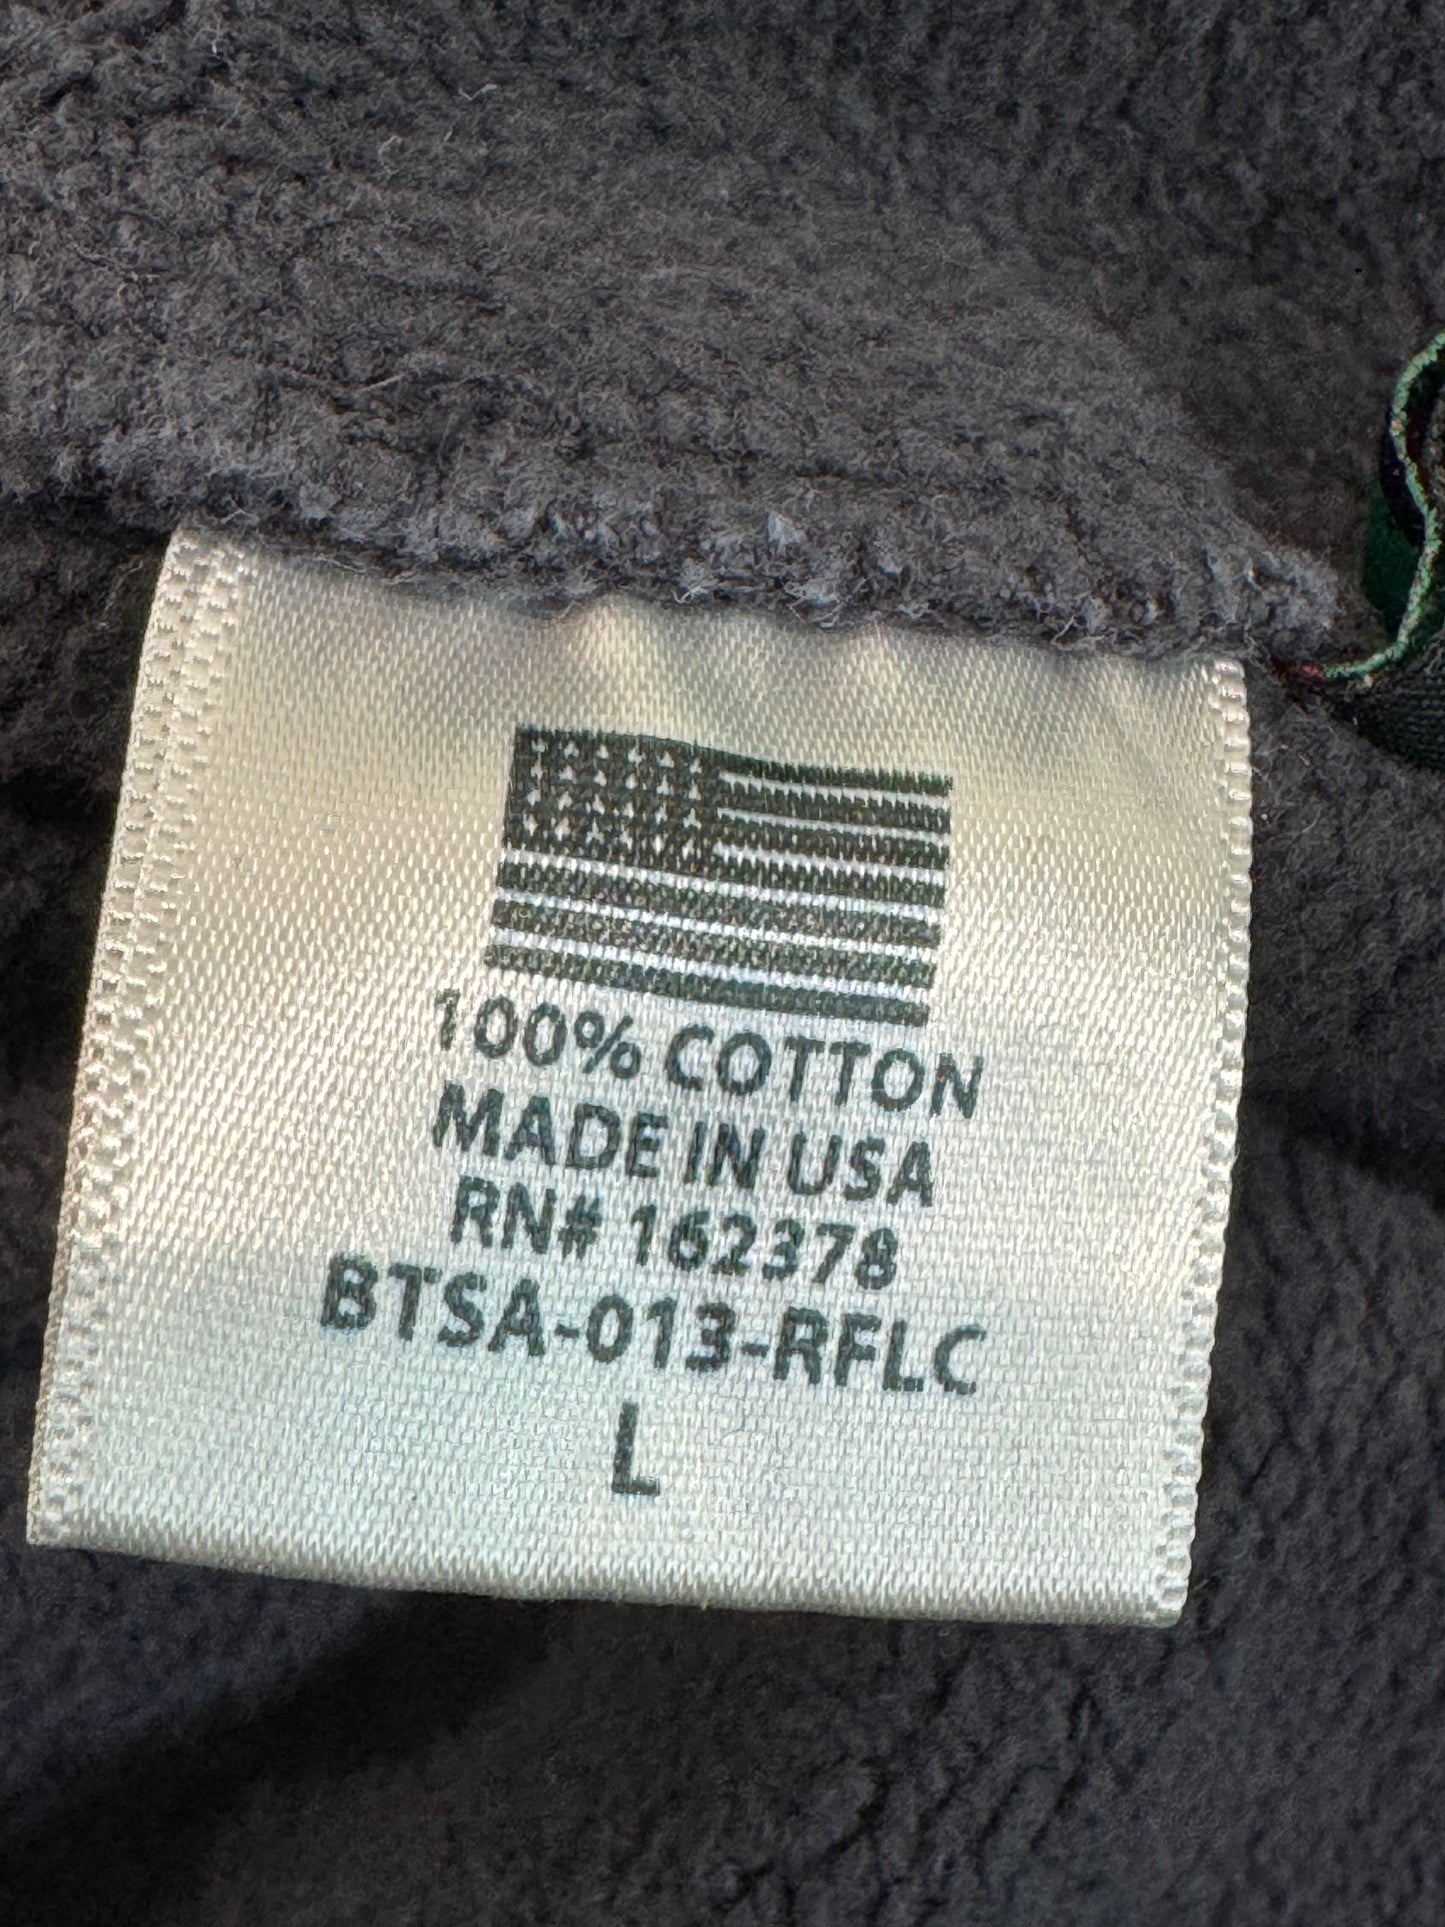 100% COTTON
MADE IN USA
RN# 162378
BTSA-013-RFLC
L